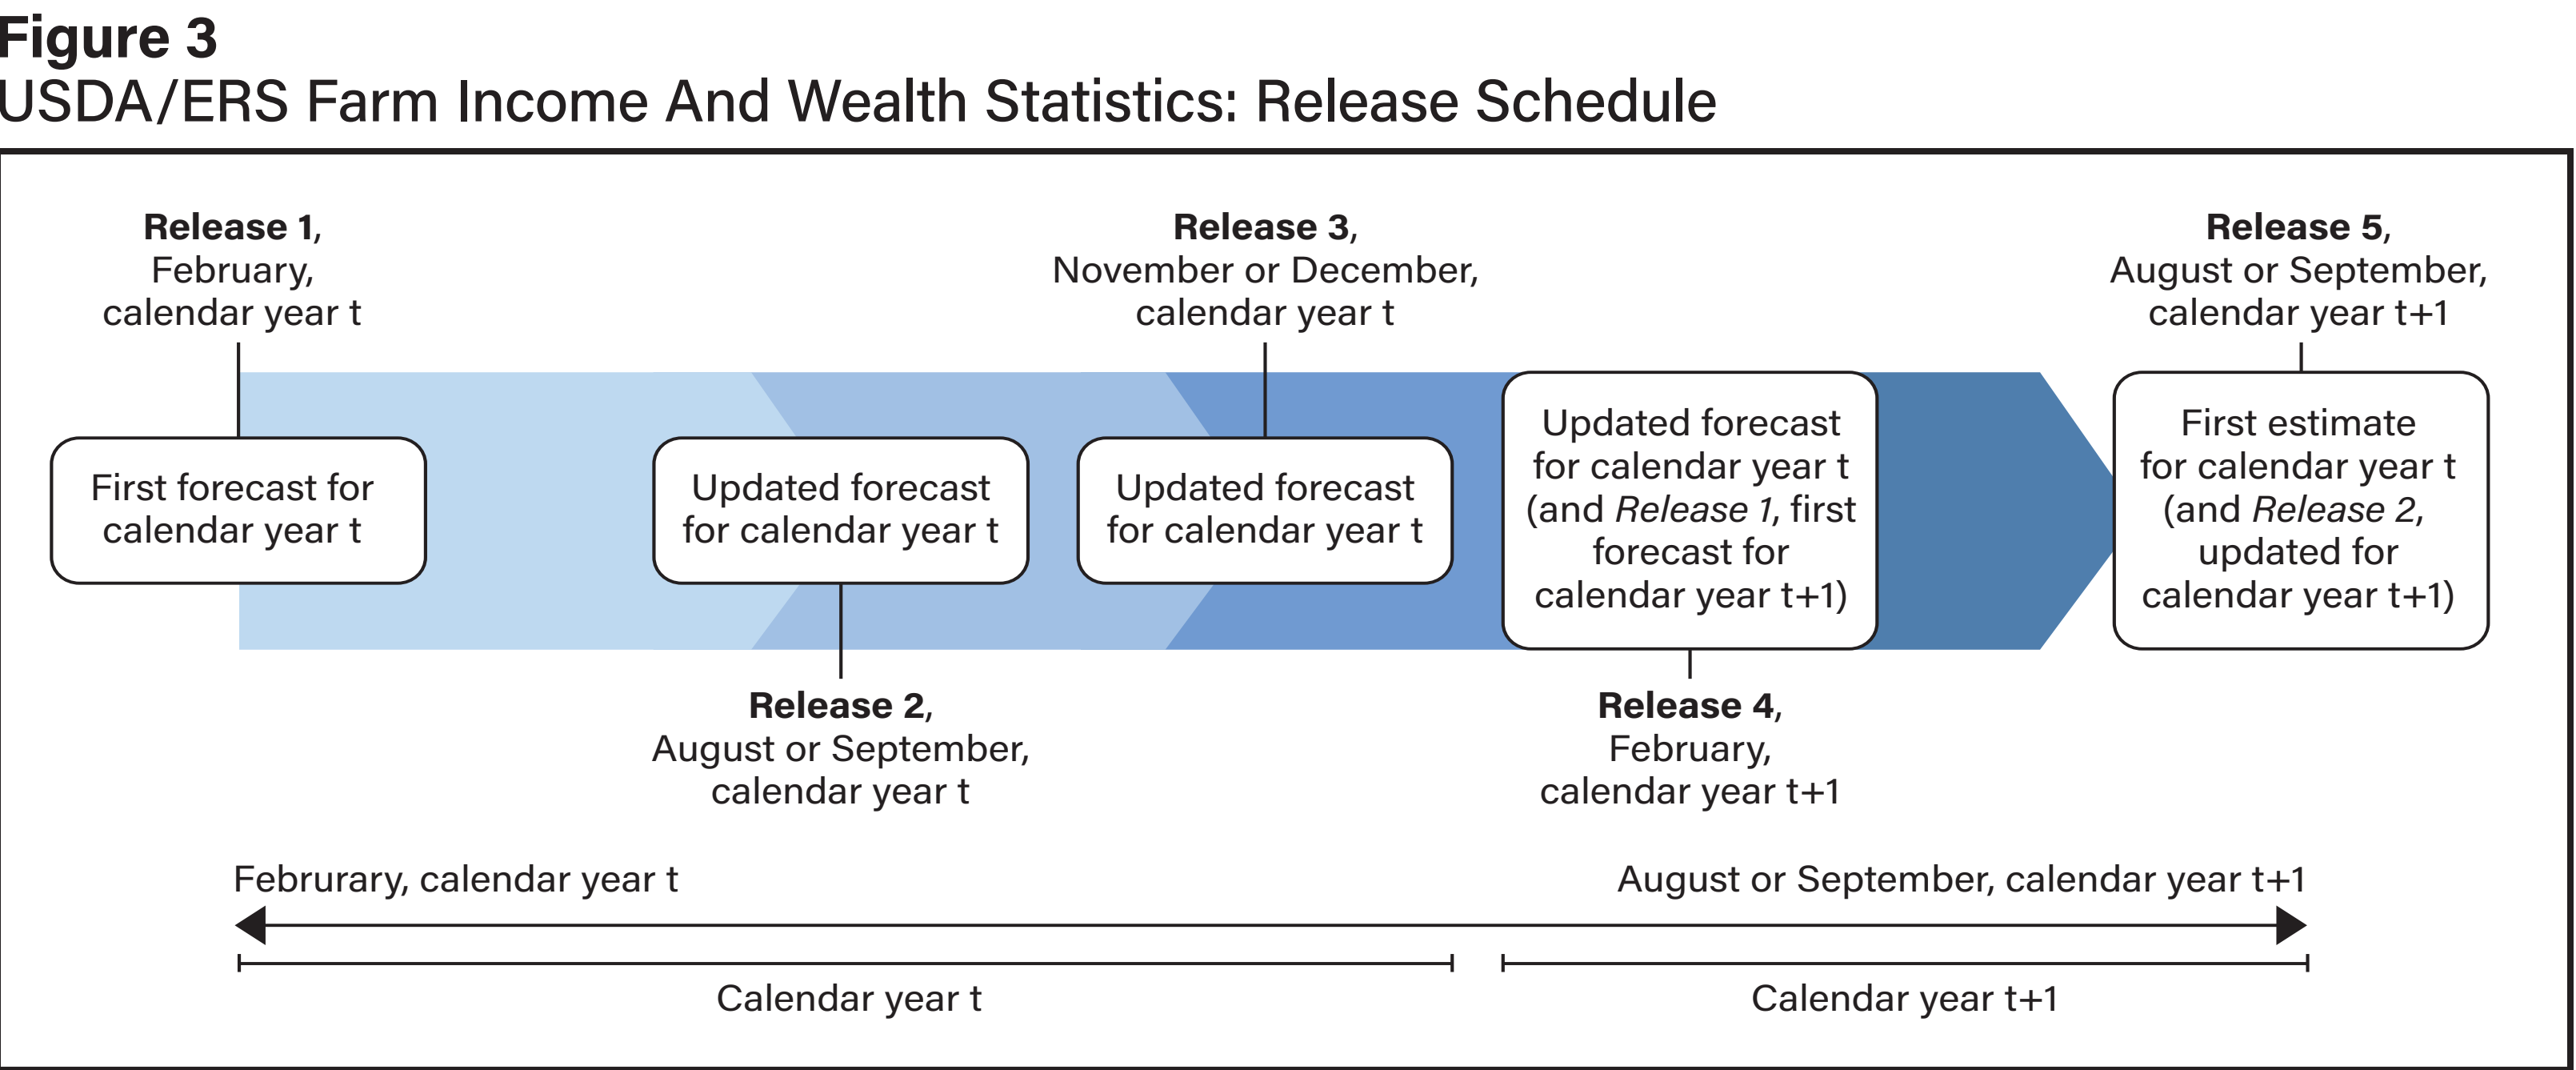 Figure 3
USDA/ERS Farm Income And Wealth Statistics: Release Schedule
Release 1,
February,
calendar year t
Release 3,
November or December,
calendar year t
Release 5,
August or September,
calendar year t+1
First forecast for
calendar year t
Updated forecast
for calendar year t
Updated forecast
for calendar year t
Updated forecast
for calendar year t
(and Release 1, first
forecast for
calendar year t+1)
First estimate
for calendar year t
(and Release 2,
updated for
calendar year t+1)
Release 2,
August or September,
calendar year t
Release 4,
February,
calendar year t+1
Februrary, calendar year t
August or September, calendar year t+1
Calendar year t
Calendar year t+1